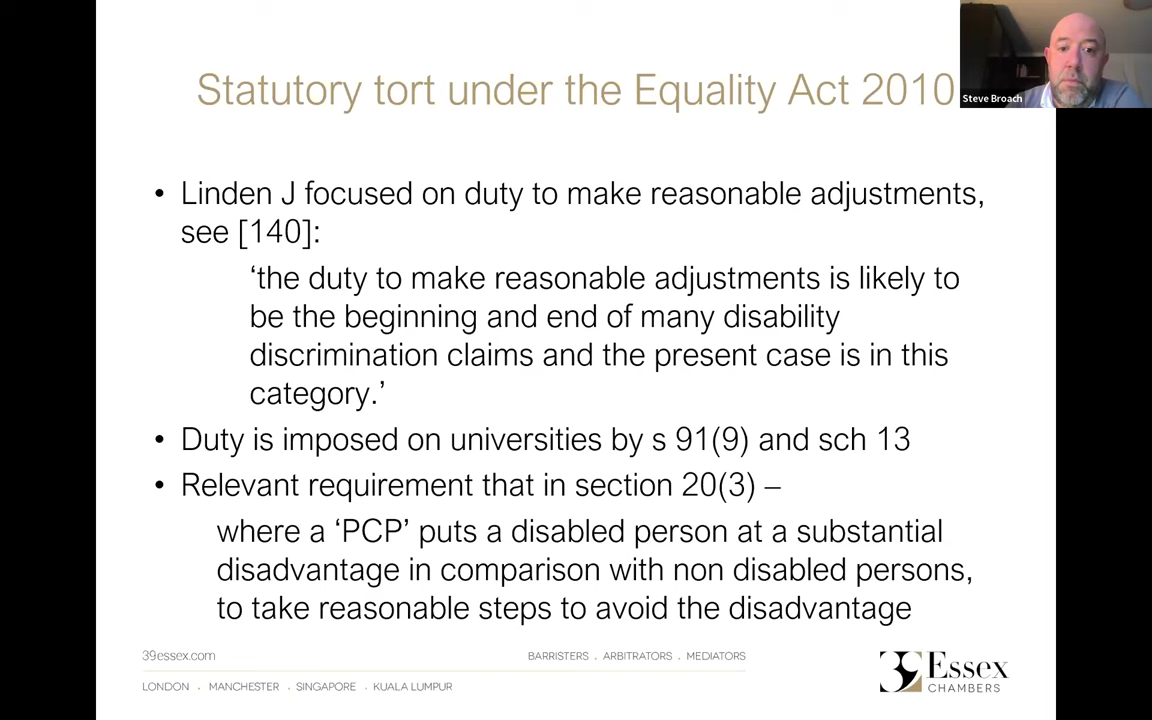 Statutory tort under the Equality Act 2010
Steve Broach
• Linden J focused on duty to make reasonable adjustments,
see [140]:
‘the duty to make reasonable adjustments is likely to
be the beginning and end of many disability
discrimination claims and the present case is in this
category.’
• Duty is imposed on universities by s 91(9) and sch 13
• Relevant requirement that in section 20(3) –
where a ‘PCP’ puts a disabled person at a substantial
disadvantage in comparison with non disabled persons,
to take reasonable steps to avoid the disadvantage
39essex.com
BARRISTERS . ARBITRATORS . MEDIATORS
LONDON . MANCHESTER . SINGAPORE . KUALA LUMPUR
39 Essex
CHAMBERS